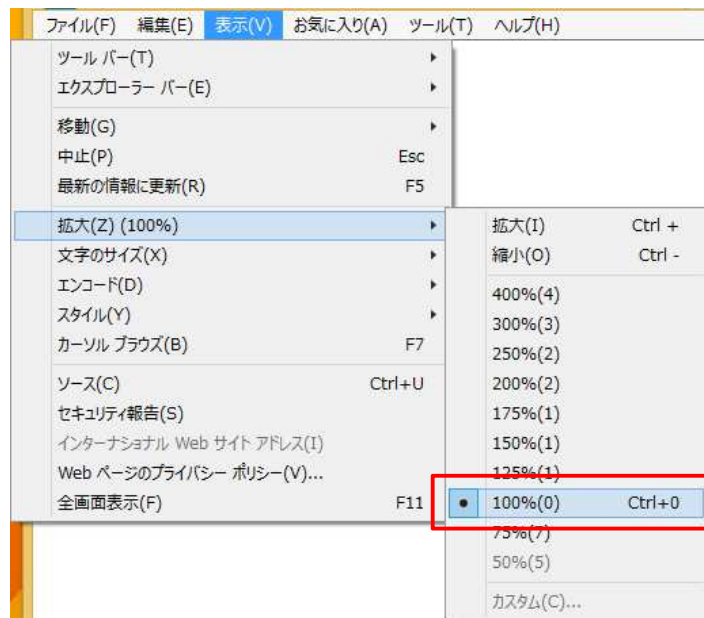 ファイル(F) 編集(E) 表示(V) お気に入り(A) ツール(T) ヘルプ(H)
ツール バー(T)
エクスプローラー バー(E)
移動(G)
中止(P) Esc
最新の情報に更新(R) F5
拡大(Z) (100%)
文字のサイズ(X)
エンコード(D)
スタイル(Y)
カーソル ブラウズ(B) F7
ソース(C) Ctrl+U
セキュリティ報告(S)
インターナショナル Web サイト アドレス(I)
Web ページのプライバシー ポリシー(V)...
全画面表示(F) F11
拡大(I) Ctrl +
縮小(O) Ctrl -
400%(4)
300%(3)
250%(2)
200%(2)
175%(1)
150%(1)
125%(1)
100%(0) Ctrl+0
75%(7)
50%(5)
カスタム(C)...